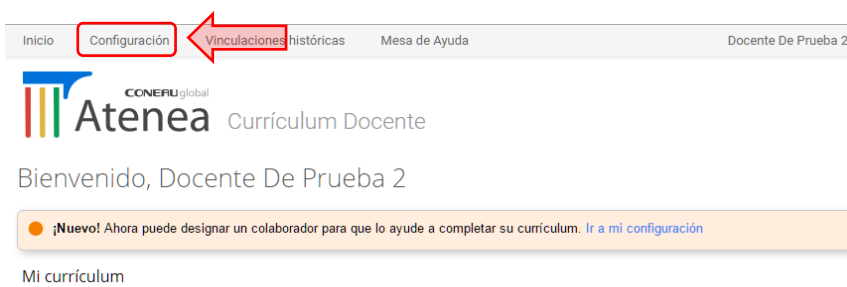 Inicio Configuración Vinculaciones históricas Mesa de Ayuda Docente De Prueba 2
CONEAU global
Atenea Currículum Docente
Bienvenido, Docente De Prueba 2
¡Nuevo! Ahora puede designar un colaborador para que lo ayude a completar su currículum. Ir a mi configuración
Mi currículum